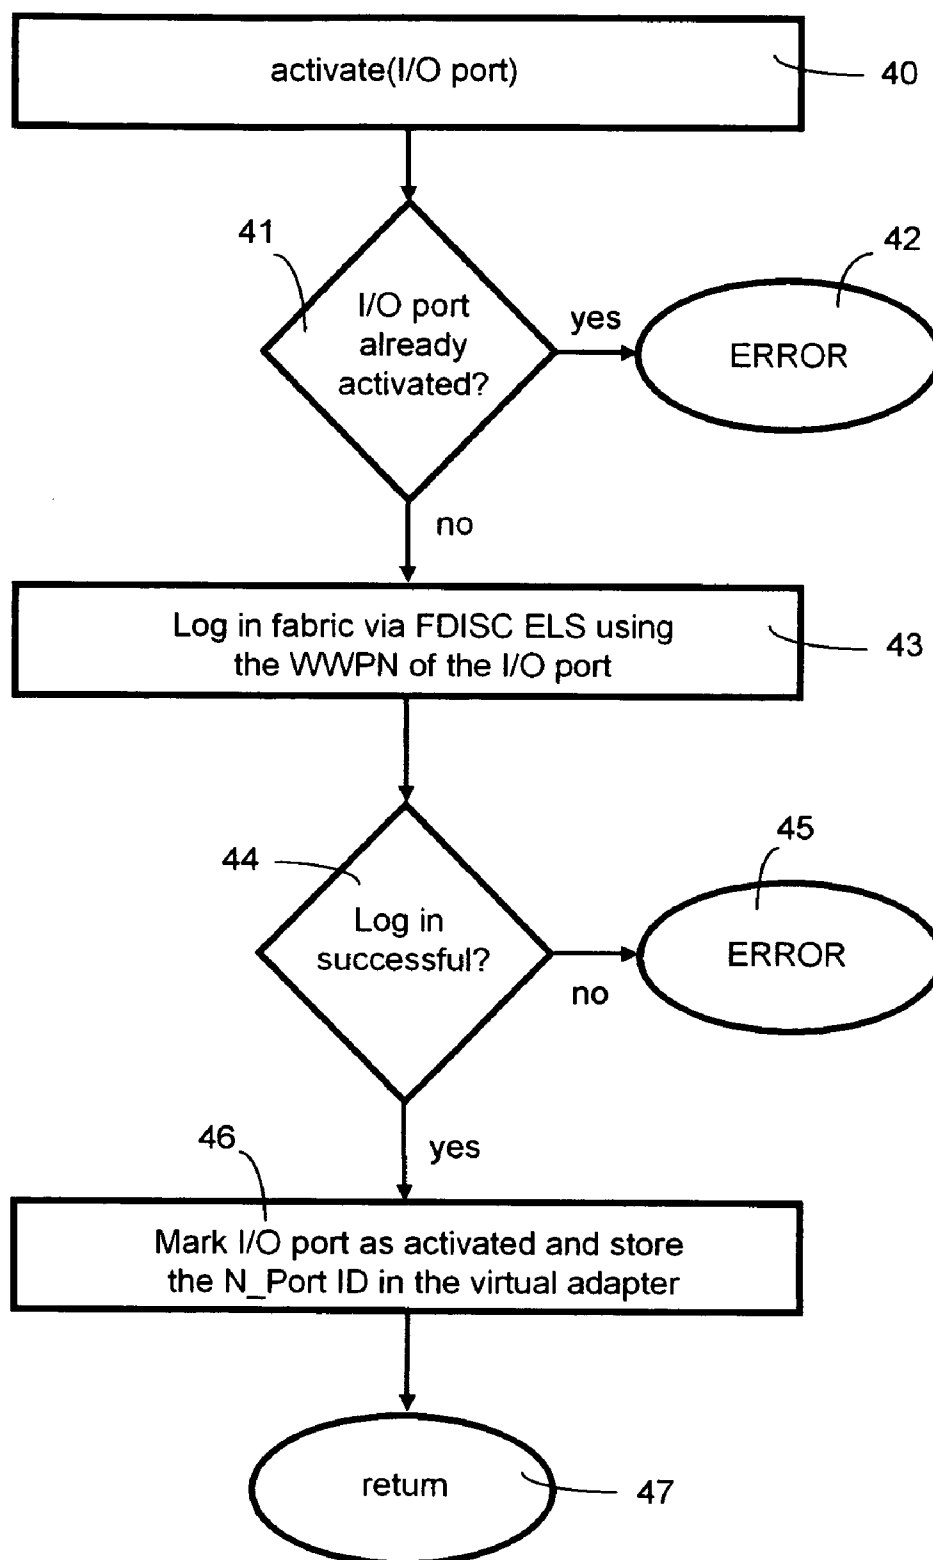 activate(I/O port)
40
41
I/O port
already
activated?
yes
42
ERROR
no
Log in fabric via FDISC ELS using
the WWPN of the I/O port
43
44
Log in
successful?
no
45
ERROR
yes
46
Mark I/O port as activated and store
the N_Port ID in the virtual adapter
return
47